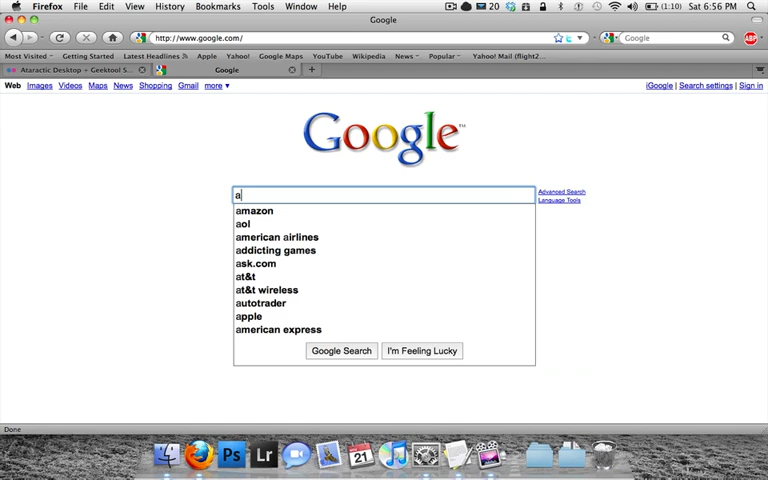 Firefox File Edit View History Bookmarks Tools Window Help 20 (1:10) Sat 6:56 PM
Google
http://www.google.com/ Google ABP
Most Visited Getting Started Latest Headlines Apple Yahoo! Google Maps YouTube Wikipedia News Popular Yahoo! Mail (flight2...
Ataractic Desktop + Geektool S... Google
Web Images Videos Maps News Shopping Gmail more ▼ iGoogle | Search settings | Sign in
Google™
a Advanced Search
Language Tools
amazon
aol
american airlines
addicting games
ask.com
at&t
at&t wireless
autotrader
apple
american express
Google Search I'm Feeling Lucky
Done
Ps Lr 21